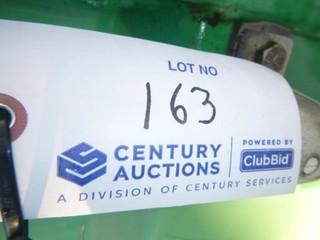 LOT NO
163
CENTURY
AUCTIONS
POWERED BY
ClubBid
A DIVISION OF CENTURY SERVICES